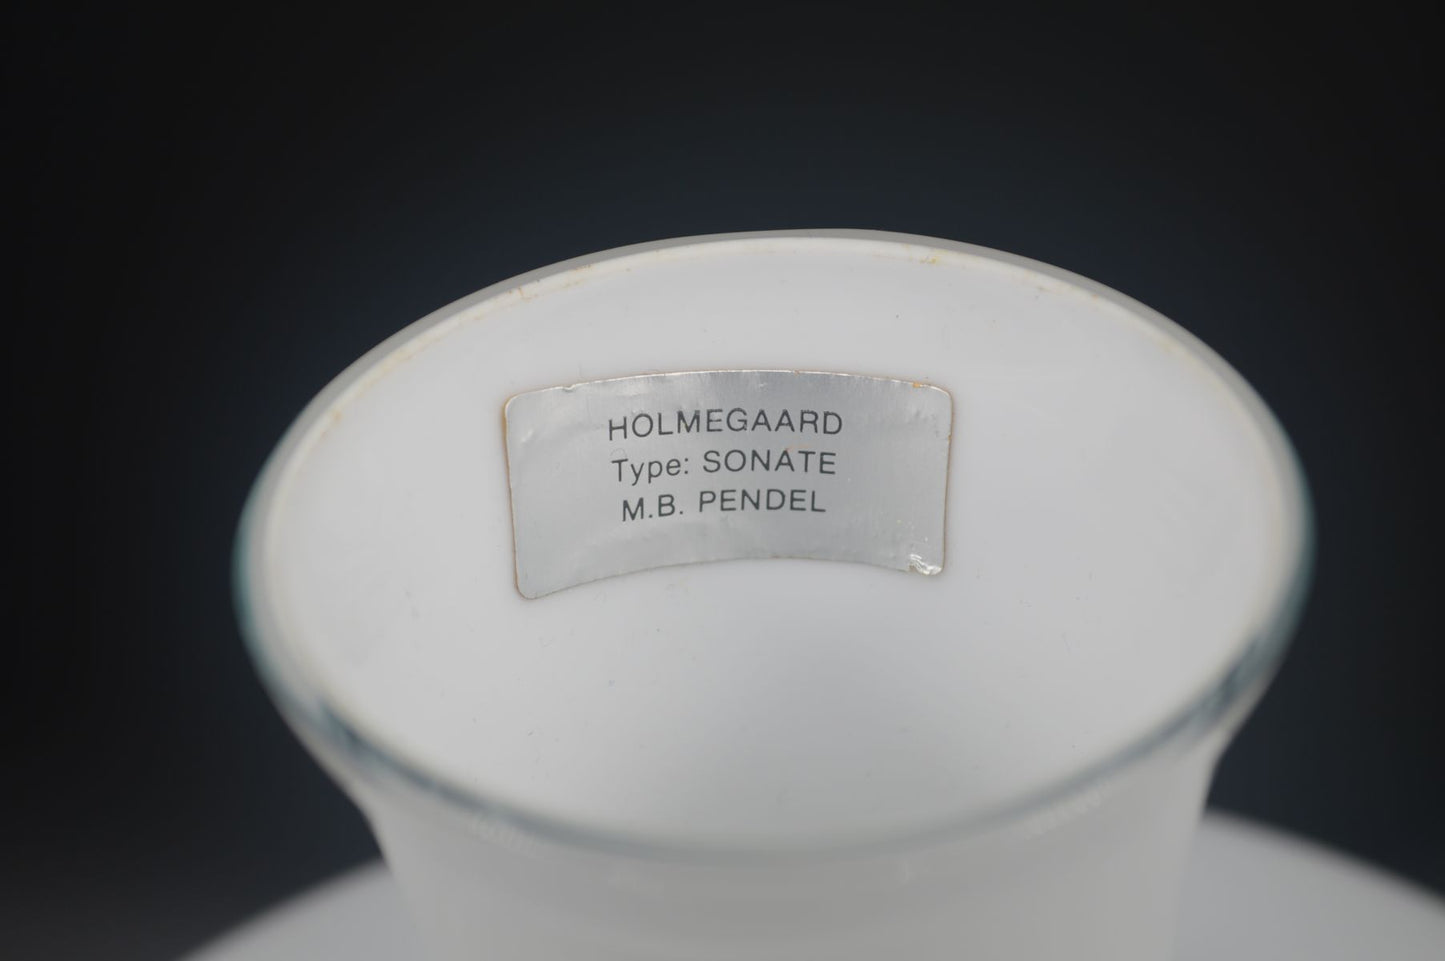 HOLMEGAARD
Type: SONATE
M.B. PENDEL